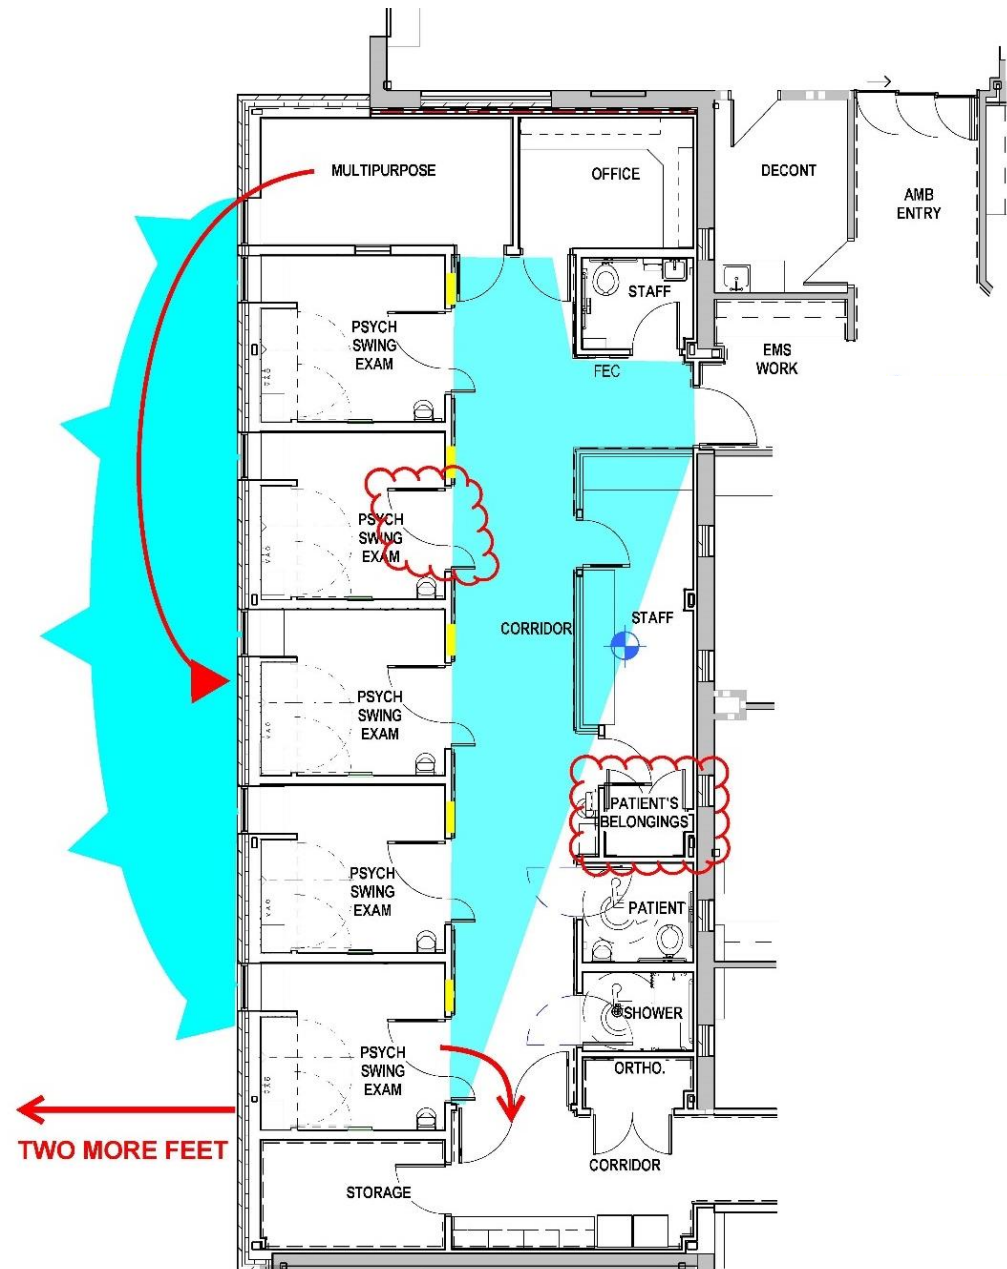 MULTIPURPOSE
OFFICE
DECONT
AMB
ENTRY
STAFF
FEC
EMS
WORK
PSYCH
SWING
EXAM
PSYCH
SWING
EXAM
CORRIDOR
STAFF
PSYCH
SWING
EXAM
PATIENT'S
BELONGINGS
PSYCH
SWING
EXAM
PATIENT
SHOWER
PSYCH
SWING
EXAM
ORTHO.
TWO MORE FEET
CORRIDOR
STORAGE